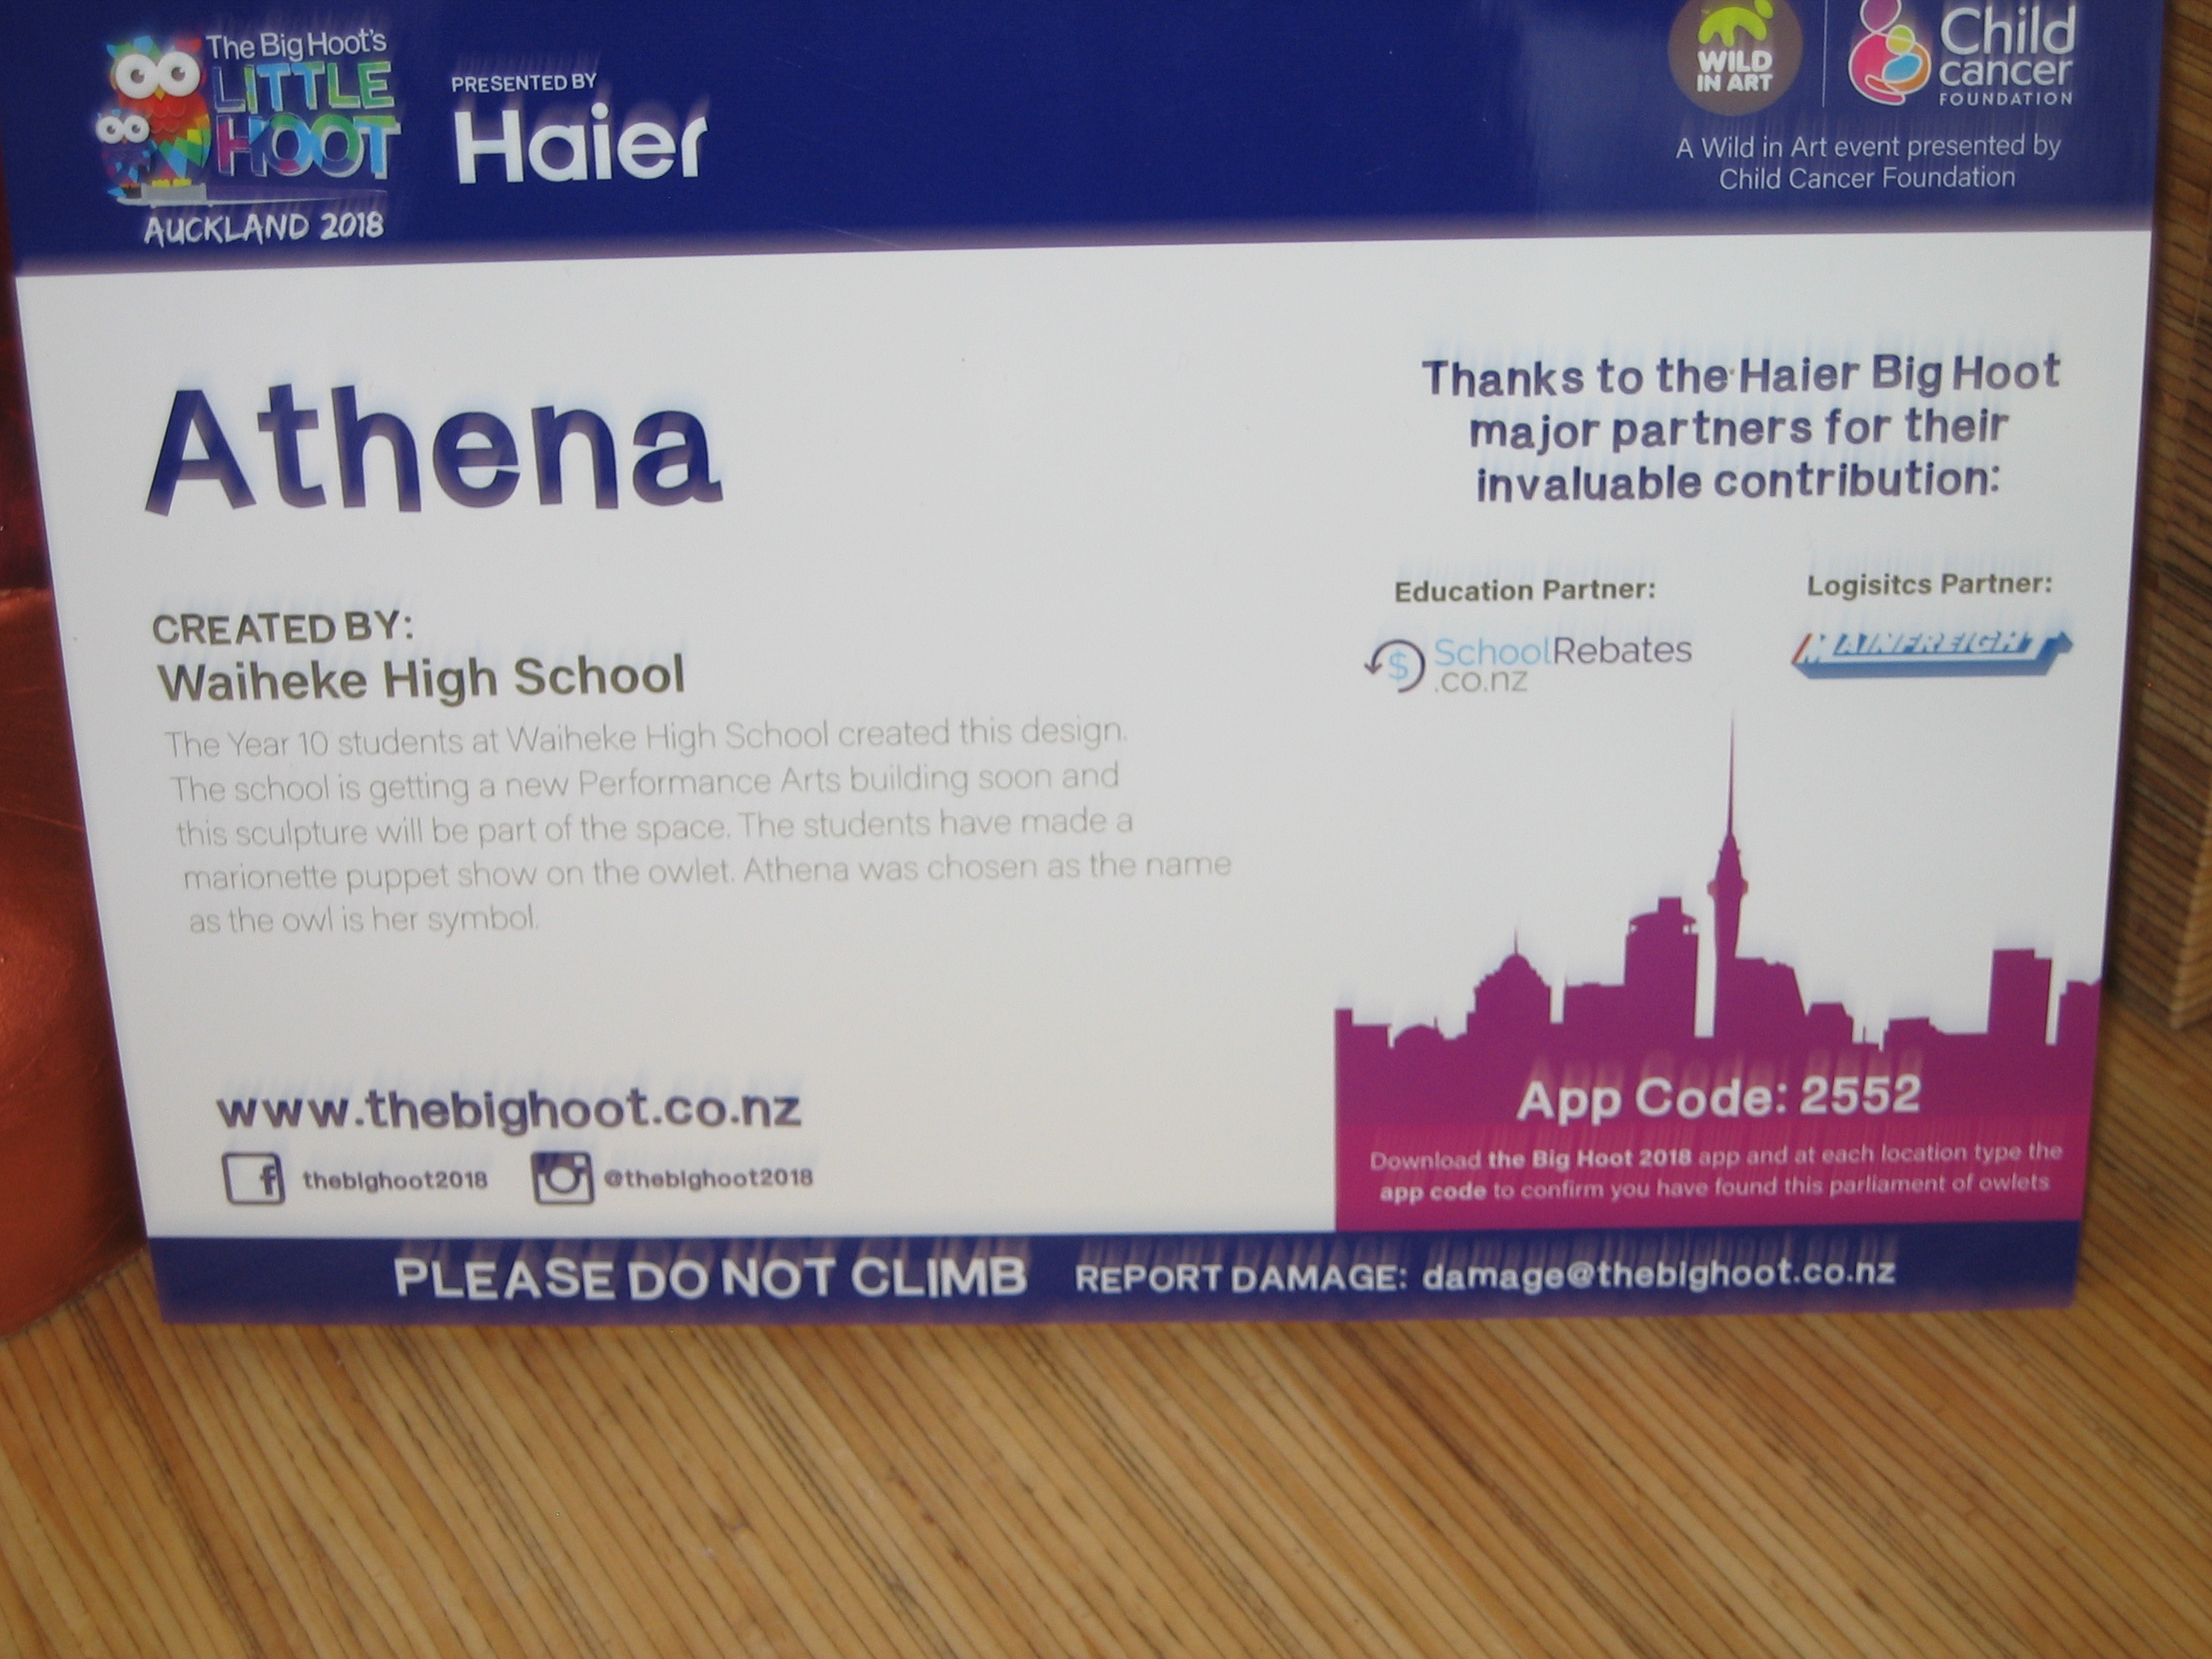 The Big Hoot's
LITTLE
HOOT
AUCKLAND 2018
PRESENTED BY
Haier
WILD
IN ART
Child
cancer
FOUNDATION
A Wild in Art event presented by
Child Cancer Foundation
Athena
CREATED BY:
Waiheke High School
The Year 10 students at Waiheke High School created this design.
The school is getting a new Performance Arts building soon and
this sculpture will be part of the space. The students have made a
marionette puppet show on the owlet. Athena was chosen as the name
as the owl is her symbol.
www.thebighoot.co.nz
f thebighoot2018 @thebighoot2018
Thanks to the Haier Big Hoot
major partners for their
invaluable contribution:
Education Partner:
$ SchoolRebates
.co.nz
Logisitcs Partner:
MAINFREIGHT
App Code: 2552
Download the Big Hoot 2018 app and at each location type the
app code to confirm you have found this parliament of owlets
PLEASE DO NOT CLIMB REPORT DAMAGE: damage@thebighoot.co.nz